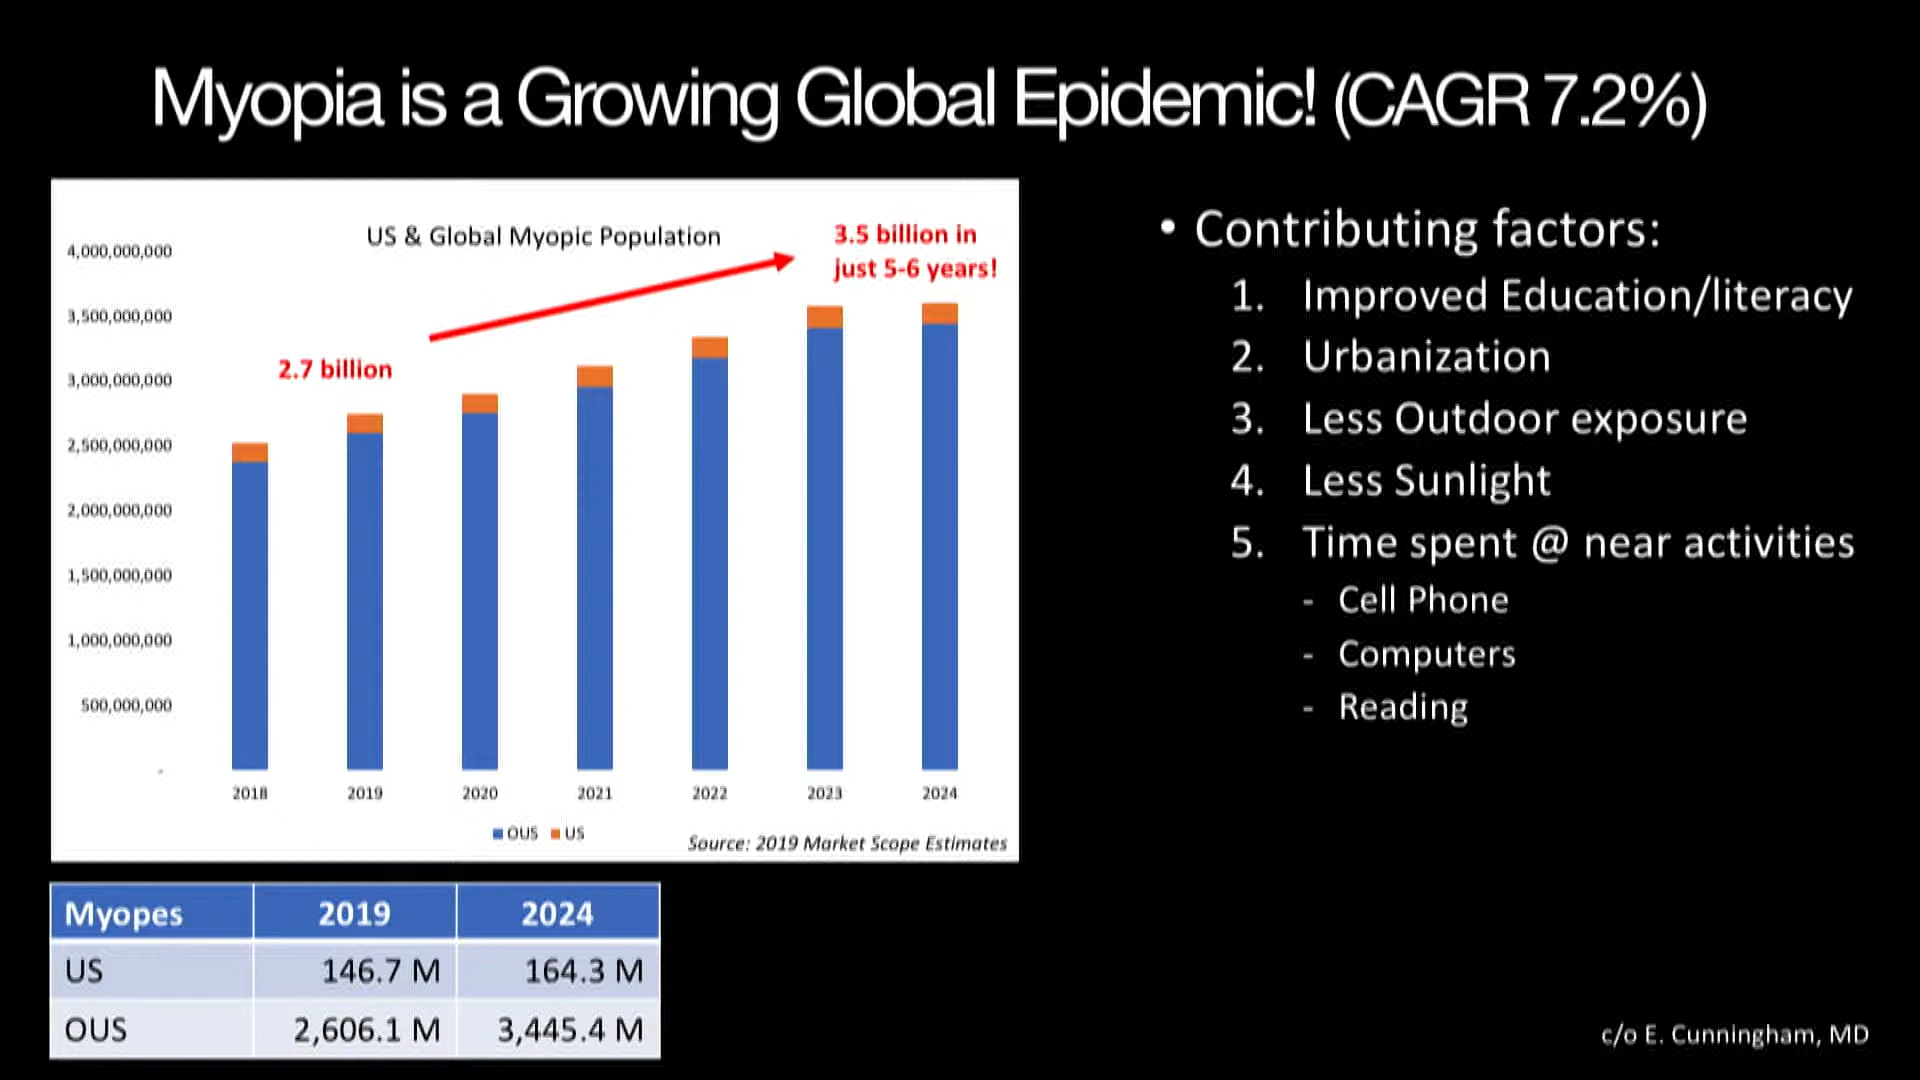 Myopia is a Growing Global Epidemic! (CAGR 7.2%)
US & Global Myopic Population
3.5 billion in
just 5-6 years!
2.7 billion
4,000,000,000
3,500,000,000
3,000,000,000
2,500,000,000
2,000,000,000
1,500,000,000
1,000,000,000
500,000,000
-
2018 2019 2020 2021 2022 2023 2024
OUS US
Source: 2019 Market Scope Estimates
• Contributing factors:
1. Improved Education/literacy
2. Urbanization
3. Less Outdoor exposure
4. Less Sunlight
5. Time spent @ near activities
- Cell Phone
- Computers
- Reading
Myopes 2019 2024
US 146.7 M 164.3 M
OUS 2,606.1 M 3,445.4 M
c/o E. Cunningham, MD